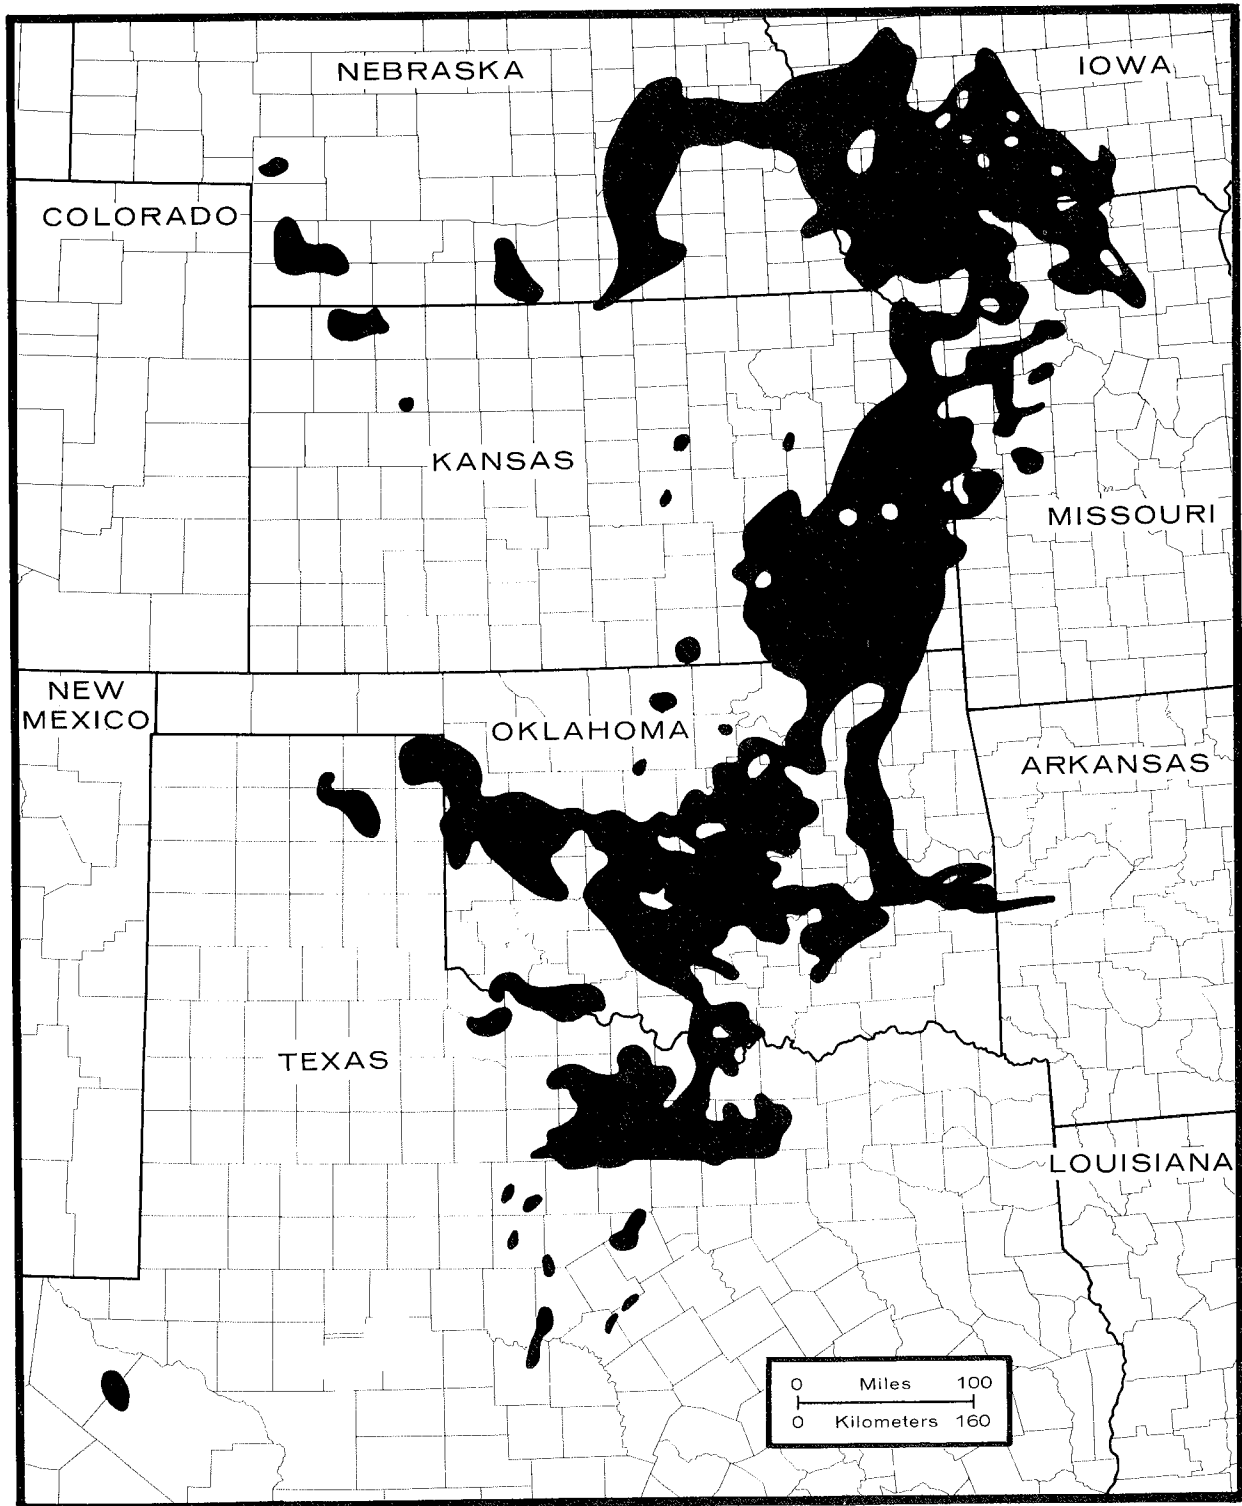 NEBRASKA
IOWA
COLORADO
KANSAS
MISSOURI
NEW
MEXICO
OKLAHOMA
ARKANSAS
TEXAS
LOUISIANA
0 Miles 100
0 Kilometers 160